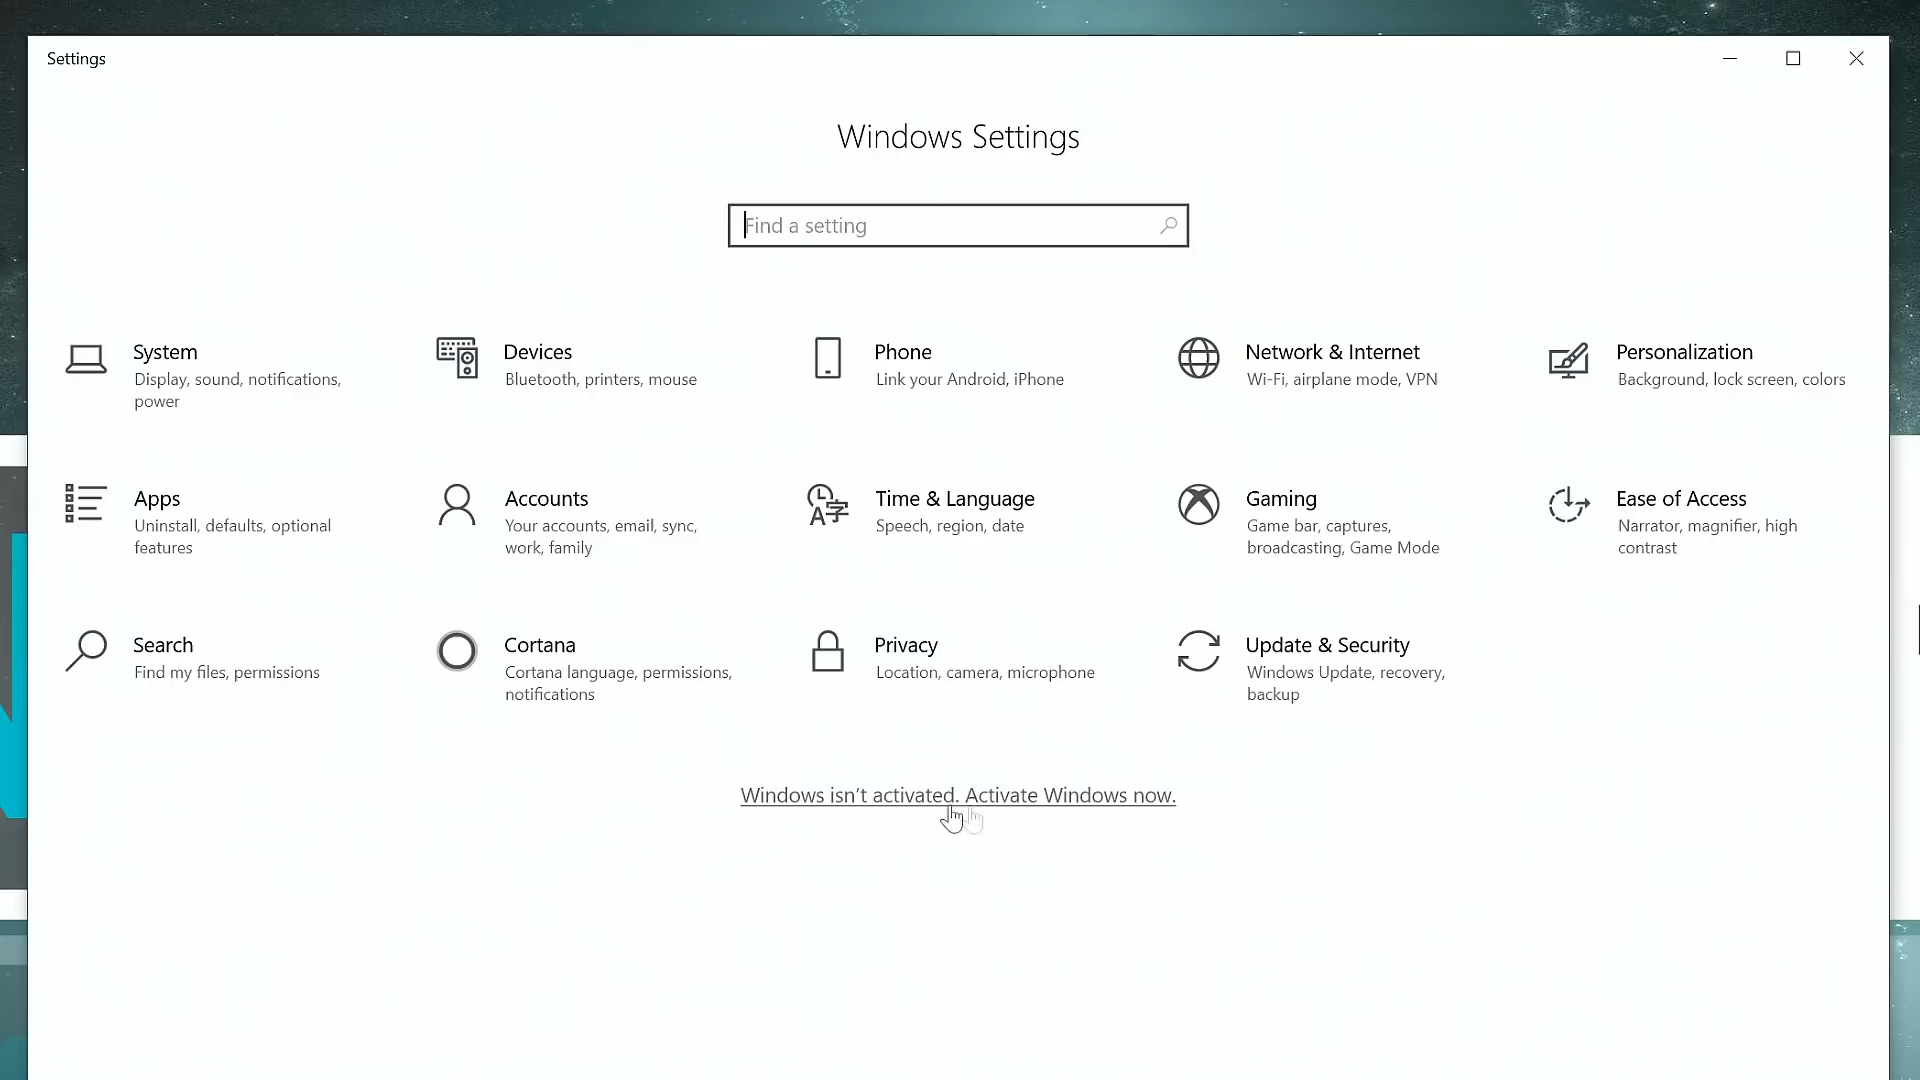 Settings
Windows Settings
Find a setting
System
Display, sound, notifications,
power
Devices
Bluetooth, printers, mouse
Phone
Link your Android, iPhone
Network & Internet
Wi-Fi, airplane mode, VPN
Personalization
Background, lock screen, colors
Apps
Uninstall, defaults, optional
features
Accounts
Your accounts, email, sync,
work, family
Time & Language
Speech, region, date
Gaming
Game bar, captures,
broadcasting, Game Mode
Ease of Access
Narrator, magnifier, high
contrast
Search
Find my files, permissions
Cortana
Cortana language, permissions,
notifications
Privacy
Location, camera, microphone
Update & Security
Windows Update, recovery,
backup
Windows isn't activated. Activate Windows now.